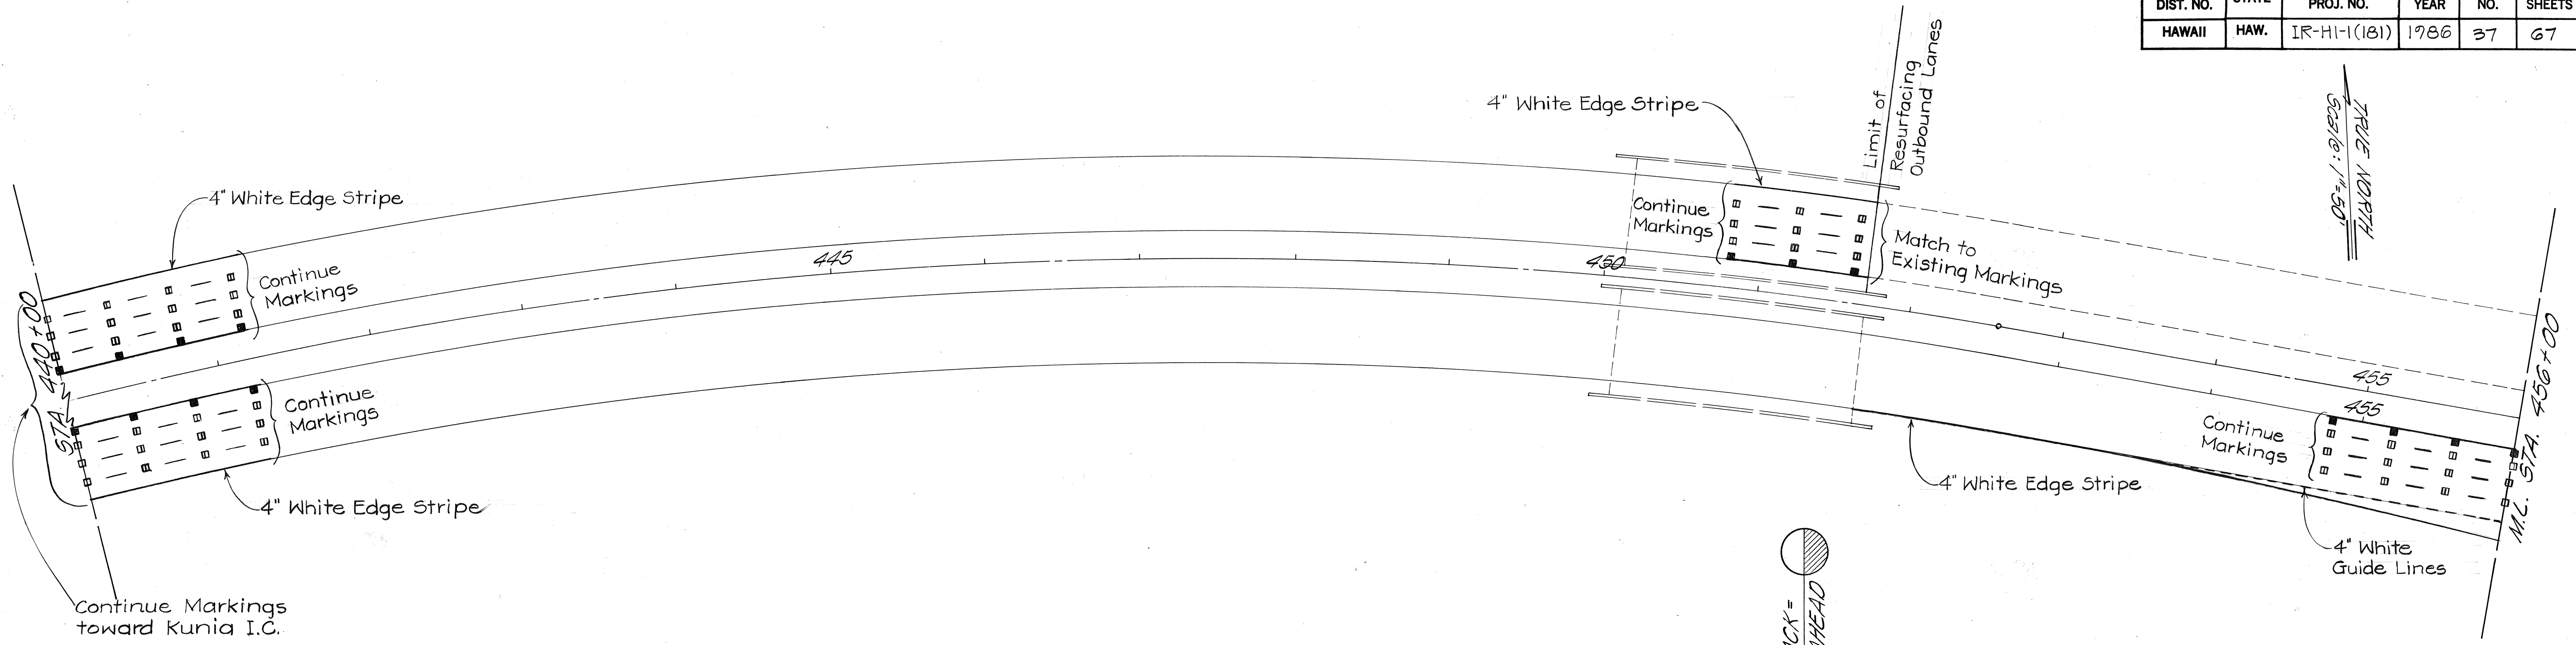 DIST. NO. STATE PROJ. NO. YEAR NO. SHEETS
HAWAII HAW. IR-H1-1(181) 1986 37 67
TRUE NORTH
Scale: 1"=50'
Limit of
Resurfacing
Outbound Lanes
4" White Edge Stripe
4" White Edge Stripe
Continue
Markings
Continue
Markings
Match to
Existing Markings
445
450
455
455
STA. 440+00
M.L. STA. 456+00
Continue
Markings
Continue
Markings
4" White Edge Stripe
4" White Edge Stripe
4" White
Guide Lines
Continue Markings
toward Kunia I.C.
AHEAD